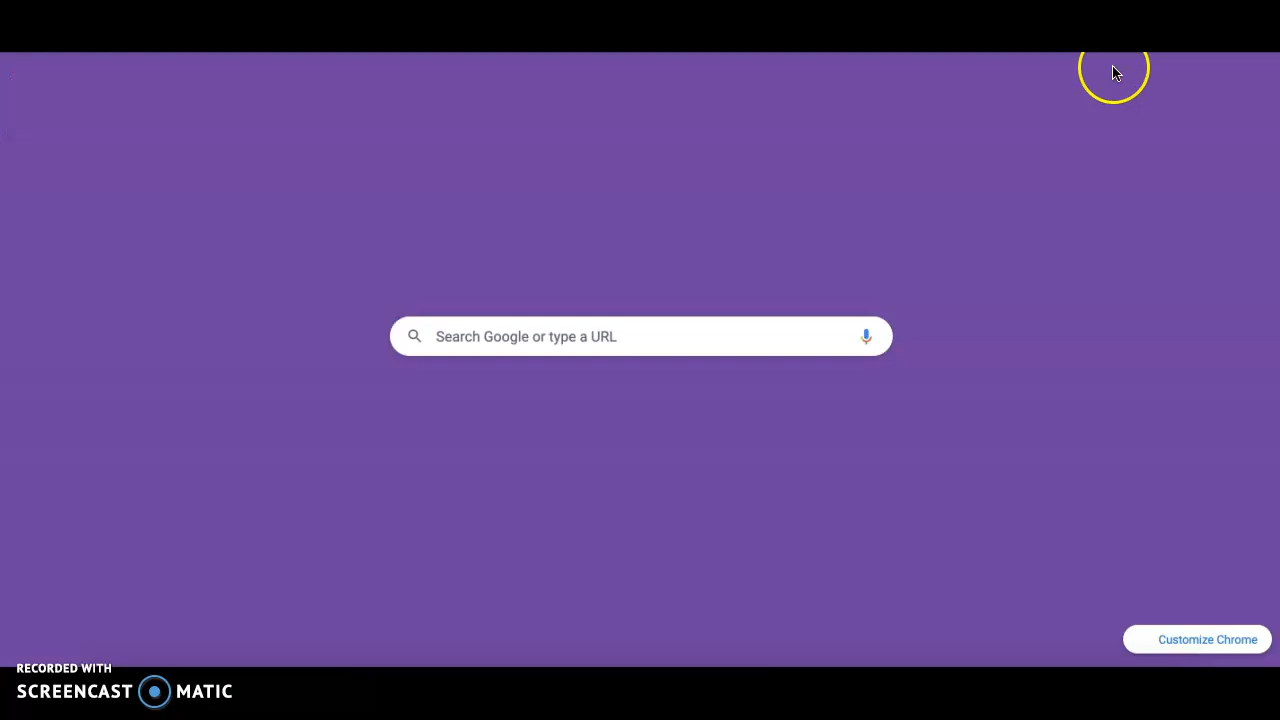 Search Google or type a URL
Customize Chrome
RECORDED WITH
SCREENCAST MATIC